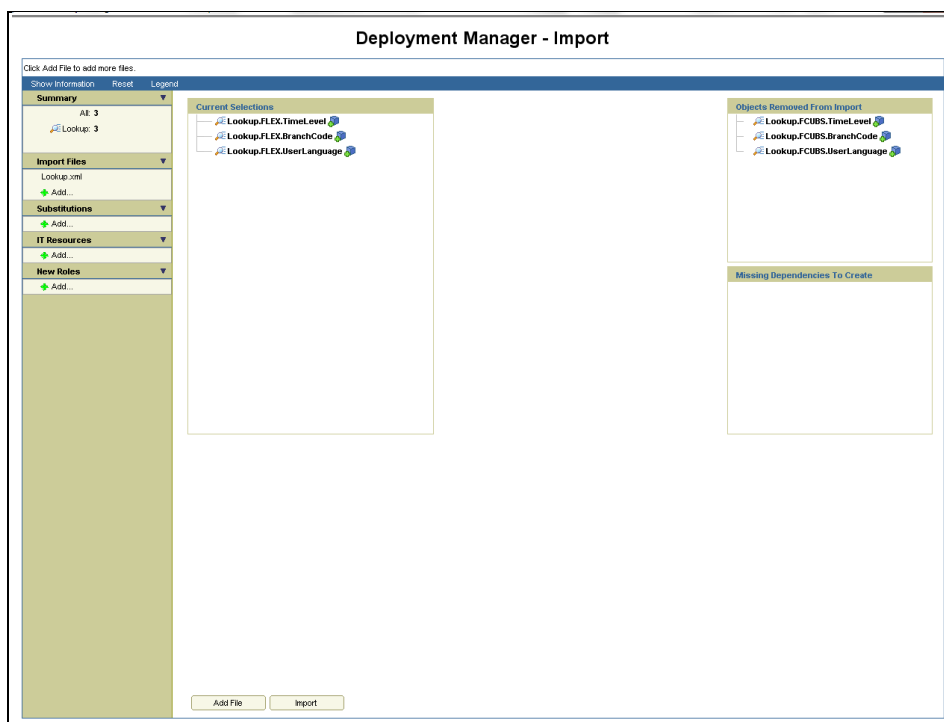 Deployment Manager - Import
Click Add File to add more files.
Show Information Reset Legend
Summary
All: 3
Lookup: 3
Import Files
Lookup.xml
Add...
Substitutions
Add...
IT Resources
Add...
New Roles
Add...
Current Selections
Lookup.FLEX.TimeLevel
Lookup.FLEX.BranchCode
Lookup.FLEX.UserLanguage
Objects Removed From Import
Lookup.FCUBS.TimeLevel
Lookup.FCUBS.BranchCode
Lookup.FCUBS.UserLanguage
Missing Dependencies To Create
Add File Import